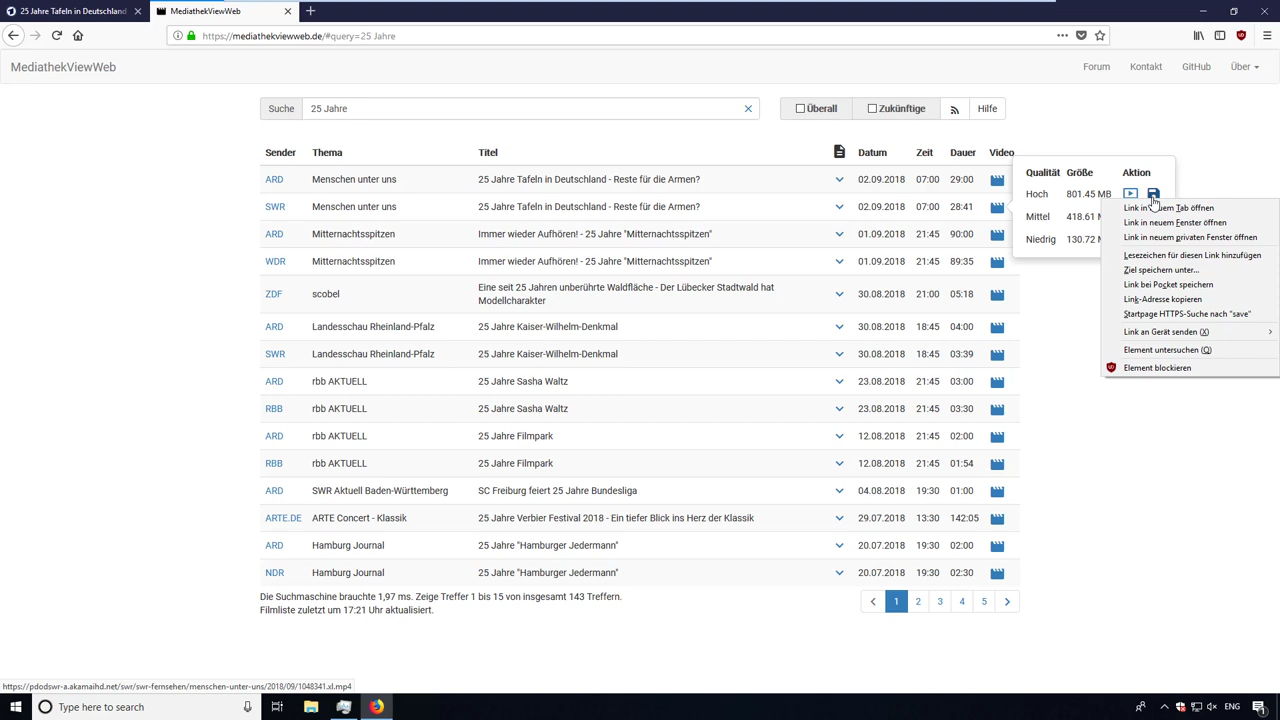 25 Jahre Tafeln in Deutschland
MediathekViewWeb
https://mediathekviewweb.de/#query=25 Jahre
MediathekViewWeb
Forum
Kontakt
GitHub
Über
Suche
25 Jahre
Überall
Zukünftige
Hilfe
Sender Thema Titel Datum Zeit Dauer Video
ARD Menschen unter uns 25 Jahre Tafeln in Deutschland - Reste für die Armen? 02.09.2018 07:00 29:00
SWR Menschen unter uns 25 Jahre Tafeln in Deutschland - Reste für die Armen? 02.09.2018 07:00 28:41
ARD Mitternachtsspitzen Immer wieder Aufhören! - 25 Jahre "Mitternachtsspitzen" 01.09.2018 21:45 90:00
WDR Mitternachtsspitzen Immer wieder Aufhören! - 25 Jahre "Mitternachtsspitzen" 01.09.2018 21:45 89:35
ZDF scobel Eine seit 25 Jahren unberührte Waldfläche - Der Lübecker Stadtwald hat
Modellcharakter 30.08.2018 21:00 05:18
ARD Landesschau Rheinland-Pfalz 25 Jahre Kaiser-Wilhelm-Denkmal 30.08.2018 18:45 04:00
SWR Landesschau Rheinland-Pfalz 25 Jahre Kaiser-Wilhelm-Denkmal 30.08.2018 18:45 03:39
ARD rbb AKTUELL 25 Jahre Sasha Waltz 23.08.2018 21:45 03:00
RBB rbb AKTUELL 25 Jahre Sasha Waltz 23.08.2018 21:45 03:30
ARD rbb AKTUELL 25 Jahre Filmpark 12.08.2018 21:45 02:00
RBB rbb AKTUELL 25 Jahre Filmpark 12.08.2018 21:45 01:54
ARD SWR Aktuell Baden-Württemberg SC Freiburg feiert 25 Jahre Bundesliga 04.08.2018 19:30 01:00
ARTE.DE ARTE Concert - Klassik 25 Jahre Verbier Festival 2018 - Ein tiefer Blick ins Herz der Klassik 29.07.2018 13:30 142:05
ARD Hamburg Journal 25 Jahre "Hamburger Jedermann" 20.07.2018 19:30 02:00
NDR Hamburg Journal 25 Jahre "Hamburger Jedermann" 20.07.2018 19:30 02:30
Die Suchmaschine brauchte 1,97 ms. Zeige Treffer 1 bis 15 von insgesamt 143 Treffern.
Filmliste zuletzt um 17:21 Uhr aktualisiert.
1 2 3 4 5
Qualität Größe Aktion
Hoch 801.45 MB
Mittel 418.61
Niedrig 130.72
Link in Tab öffnen
Link in neuem Fenster öffnen
Link in neuem privaten Fenster öffnen
Lesezeichen für diesen Link hinzufügen
Ziel speichern unter...
Link bei Pocket speichern
Link-Adresse kopieren
Startpage HTTPS-Suche nach "save"
Link an Gerät senden (X)
Element untersuchen (Q)
Element blockieren
https://pdodswr-a.akamaihd.net/swr/swr-fernsehen/menschen-unter-uns/2018/09/1048341.xl.mp4
Type here to search
ENG
1